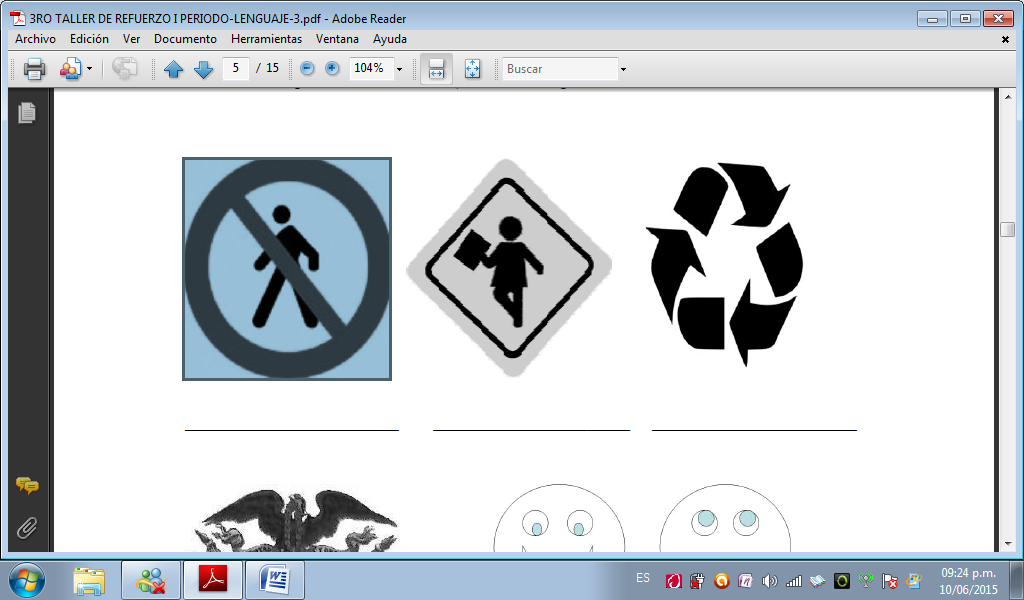 3RO TALLER DE REFUERZO I PERIODO-LENGUAJE-3.pdf - Adobe Reader
Archivo Edición Ver Documento Herramientas Ventana Ayuda
5 / 15 104% Buscar
ES
09:24 p.m.
10/06/2015